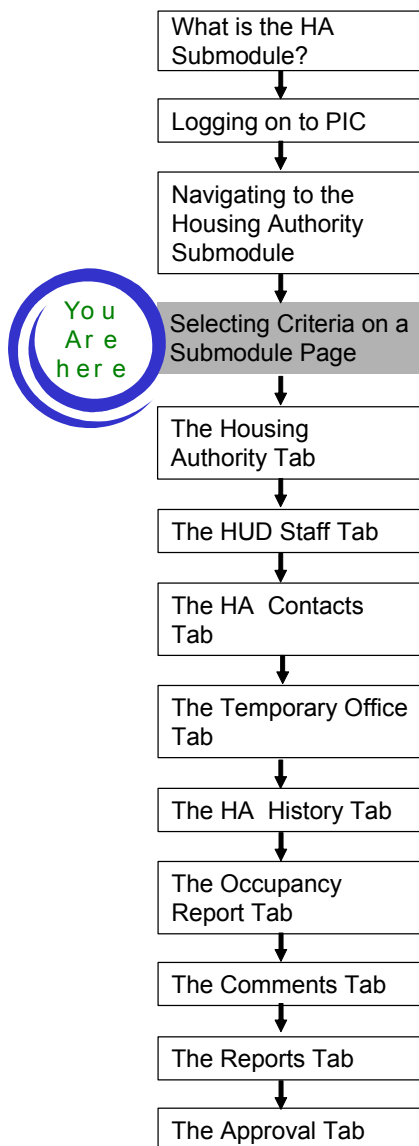 What is the HA
Submodule?
Logging on to PIC
Navigating to the
Housing Authority
Submodule
You
Are
here
Selecting Criteria on a
Submodule Page
The Housing
Authority Tab
The HUD Staff Tab
The HA Contacts
Tab
The Temporary Office
Tab
The HA History Tab
The Occupancy
Report Tab
The Comments Tab
The Reports Tab
The Approval Tab